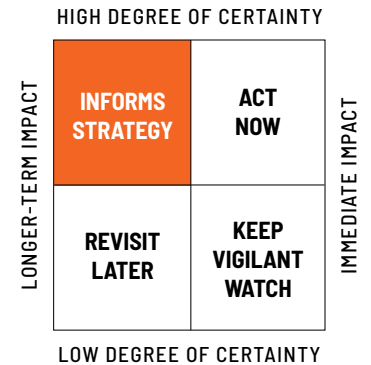 HIGH DEGREE OF CERTAINTY
LONGER-TERM IMPACT
INFORMS
STRATEGY
ACT
NOW
IMMEDIATE IMPACT
REVISIT
LATER
KEEP
VIGILANT
WATCH
LOW DEGREE OF CERTAINTY